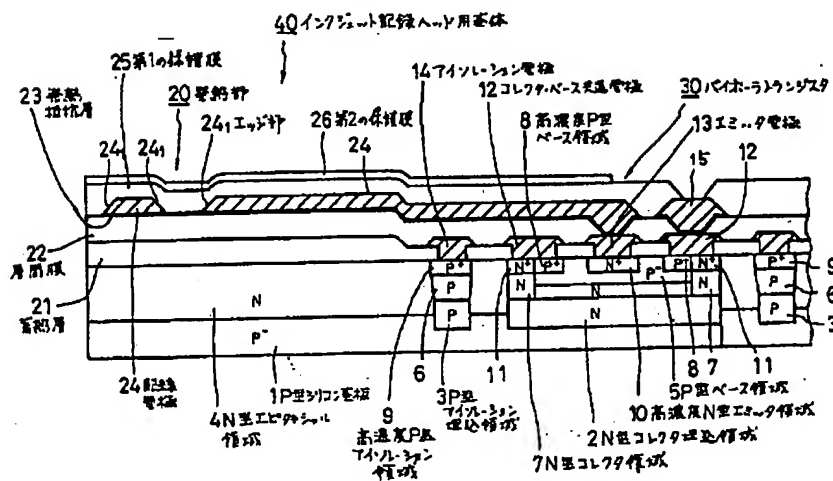 40インクジェット記録ヘッド用基体
25第1の保護膜
14アイソレーション電極
12コレクタ・ベース共通電極
30バイポーラトランジスタ
23発熱抵抗層
20発熱部
24₁エッジ部
26第2の保護膜
8高濃度P型ベース領域
13エミッタ電極
24₁
24₁
24
15
12
22層間膜
21蓄熱層
P⁺
N⁺
P⁺
N⁺
P⁻
P⁺
N⁺
P⁺
9
P
N
N
N
P
6
N
P
N
P
3
P⁻
24配線電極
1P型シリコン基板
6
3P型アイソレーション埋込領域
11
8
7
11
4N型エピタキシャル領域
9高濃度P型アイソレーション領域
5P型ベース領域
10高濃度N型エミッタ領域
2N型コレクタ埋込領域
7N型コレクタ領域